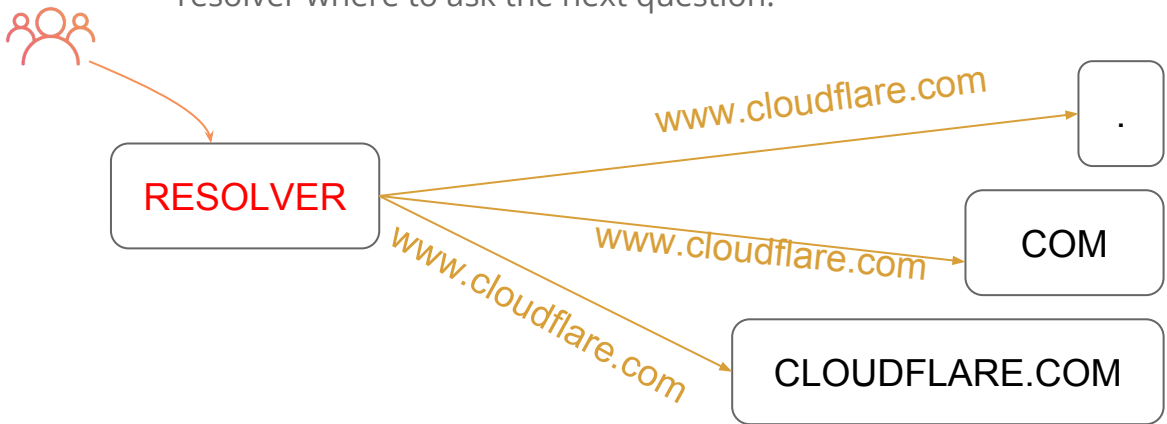 resolver where to ask the next question.
www.cloudflare.com
.
RESOLVER
www.cloudflare.com
COM
www.cloudflare.com
CLOUDFLARE.COM